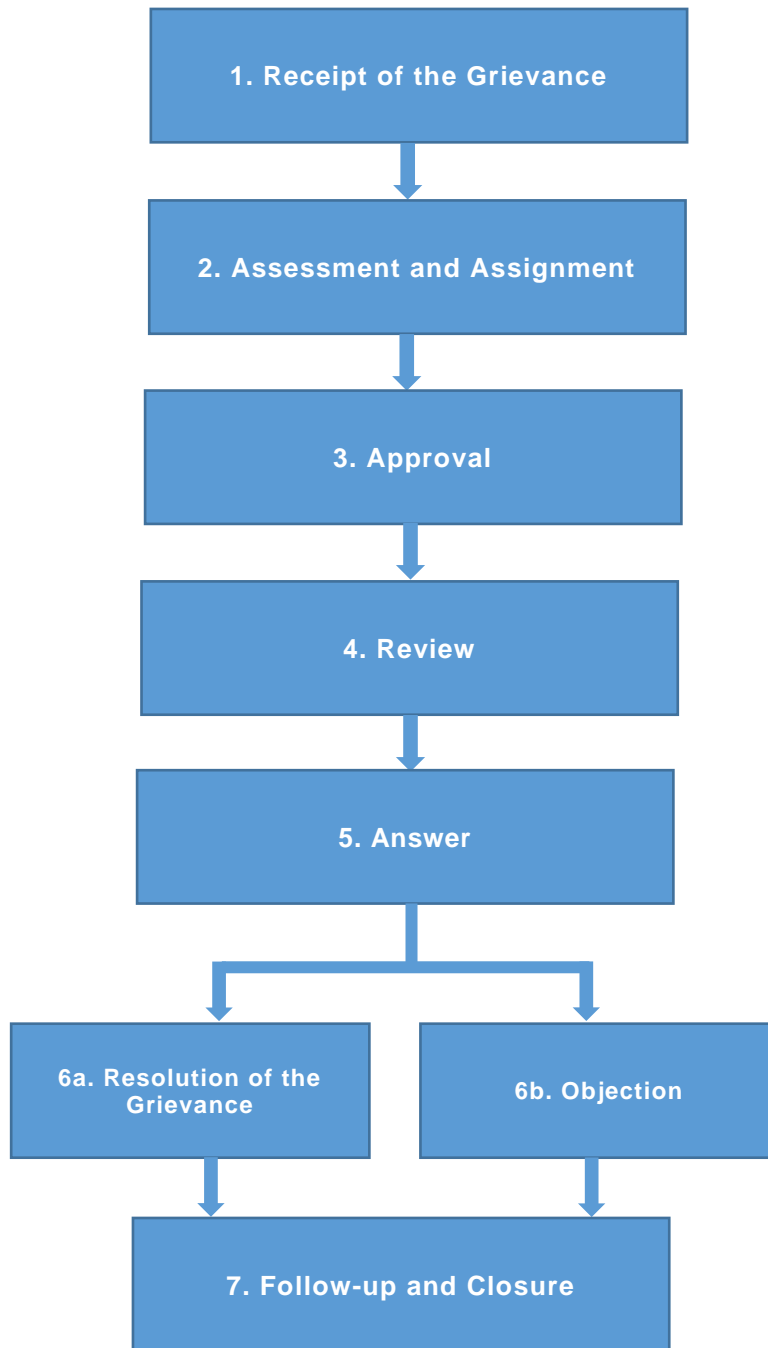 1. Receipt of the Grievance
2. Assessment and Assignment
3. Approval
4. Review
5. Answer
6a. Resolution of the
Grievance
6b. Objection
7. Follow-up and Closure